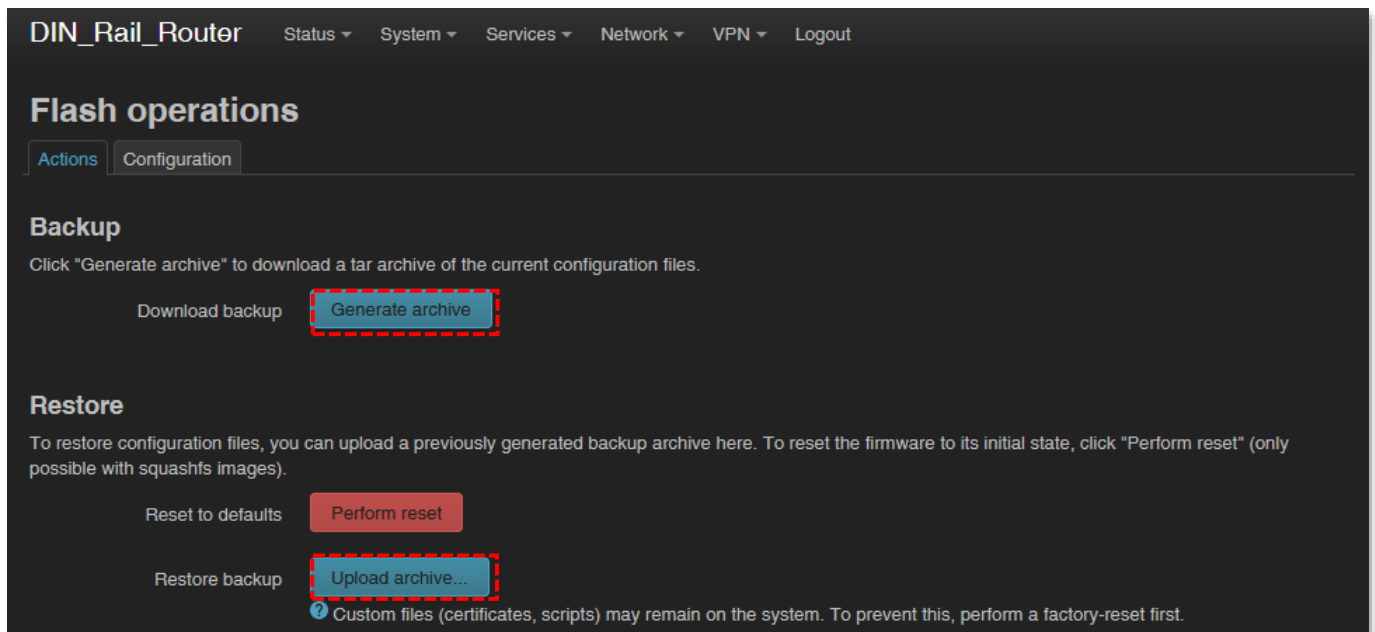 DIN_Rail_Router Status System Services Network VPN Logout
Flash operations
Actions Configuration
Backup
Click "Generate archive" to download a tar archive of the current configuration files.
Download backup Generate archive
Restore
To restore configuration files, you can upload a previously generated backup archive here. To reset the firmware to its initial state, click "Perform reset" (only
possible with squashfs images).
Reset to defaults Perform reset
Restore backup Upload archive...
? Custom files (certificates, scripts) may remain on the system. To prevent this, perform a factory-reset first.